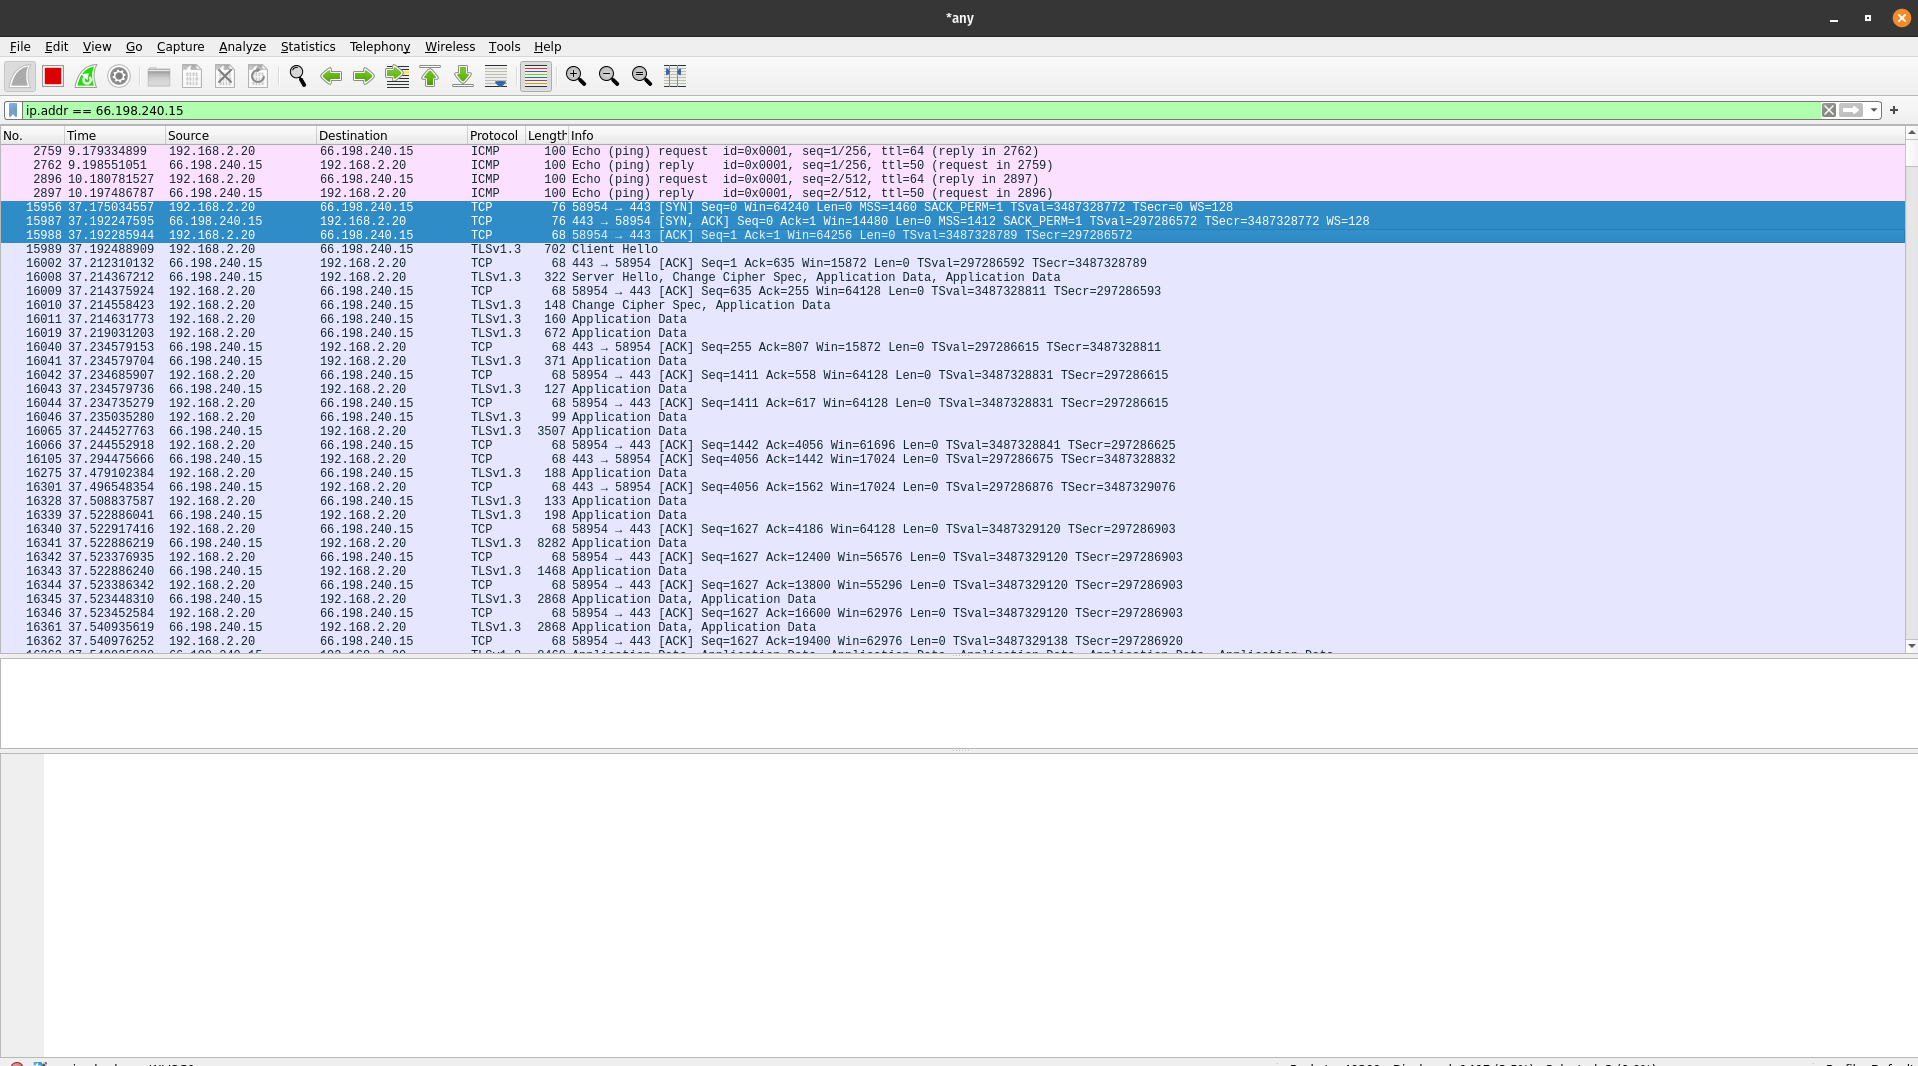 *any
File Edit View Go Capture Analyze Statistics Telephony Wireless Tools Help
ip.addr == 66.198.240.15
No. Time Source Destination Protocol Length Info
2759 9.179334899 192.168.2.20 66.198.240.15 ICMP 100 Echo (ping) request id=0x0001, seq=1/256, ttl=64 (reply in 2762)
2762 9.198551051 66.198.240.15 192.168.2.20 ICMP 100 Echo (ping) reply id=0x0001, seq=1/256, ttl=50 (request in 2759)
2896 10.180781527 192.168.2.20 66.198.240.15 ICMP 100 Echo (ping) request id=0x0001, seq=2/512, ttl=64 (reply in 2897)
2897 10.197486787 66.198.240.15 192.168.2.20 ICMP 100 Echo (ping) reply id=0x0001, seq=2/512, ttl=50 (request in 2896)
15956 37.175034557 192.168.2.20 66.198.240.15 TCP 76 58954 → 443 [SYN] Seq=0 Win=64240 Len=0 MSS=1460 SACK_PERM=1 TSval=3487328772 TSecr=0 WS=128
15987 37.192247595 66.198.240.15 192.168.2.20 TCP 76 443 → 58954 [SYN, ACK] Seq=0 Ack=1 Win=14480 Len=0 MSS=1412 SACK_PERM=1 TSval=297286572 TSecr=3487328772 WS=128
15988 37.192285944 192.168.2.20 66.198.240.15 TCP 68 58954 → 443 [ACK] Seq=1 Ack=1 Win=64256 Len=0 TSval=3487328789 TSecr=297286572
15989 37.192488909 192.168.2.20 66.198.240.15 TLSv1.3 702 Client Hello
16002 37.212310132 66.198.240.15 192.168.2.20 TCP 68 443 → 58954 [ACK] Seq=1 Ack=635 Win=15872 Len=0 TSval=297286592 TSecr=3487328789
16008 37.214367212 66.198.240.15 192.168.2.20 TLSv1.3 322 Server Hello, Change Cipher Spec, Application Data, Application Data
16009 37.214375924 192.168.2.20 66.198.240.15 TCP 68 58954 → 443 [ACK] Seq=635 Ack=255 Win=64128 Len=0 TSval=3487328811 TSecr=297286593
16010 37.214558423 192.168.2.20 66.198.240.15 TLSv1.3 148 Change Cipher Spec, Application Data
16011 37.214631773 192.168.2.20 66.198.240.15 TLSv1.3 160 Application Data
16019 37.219031203 192.168.2.20 66.198.240.15 TLSv1.3 672 Application Data
16040 37.234579153 66.198.240.15 192.168.2.20 TCP 68 443 → 58954 [ACK] Seq=255 Ack=807 Win=15872 Len=0 TSval=297286615 TSecr=3487328811
16041 37.234579704 66.198.240.15 192.168.2.20 TLSv1.3 371 Application Data
16042 37.234685907 192.168.2.20 66.198.240.15 TCP 68 58954 → 443 [ACK] Seq=1411 Ack=558 Win=64128 Len=0 TSval=3487328831 TSecr=297286615
16043 37.234579736 66.198.240.15 192.168.2.20 TLSv1.3 127 Application Data
16044 37.234735279 192.168.2.20 66.198.240.15 TCP 68 58954 → 443 [ACK] Seq=1411 Ack=617 Win=64128 Len=0 TSval=3487328831 TSecr=297286615
16046 37.235035280 192.168.2.20 66.198.240.15 TLSv1.3 99 Application Data
16065 37.244527763 66.198.240.15 192.168.2.20 TLSv1.3 3507 Application Data
16066 37.244552918 192.168.2.20 66.198.240.15 TCP 68 58954 → 443 [ACK] Seq=1442 Ack=4056 Win=61696 Len=0 TSval=3487328841 TSecr=297286625
16105 37.294475666 66.198.240.15 192.168.2.20 TCP 68 443 → 58954 [ACK] Seq=4056 Ack=1442 Win=17024 Len=0 TSval=297286675 TSecr=3487328832
16275 37.479102384 192.168.2.20 66.198.240.15 TLSv1.3 188 Application Data
16301 37.496548354 66.198.240.15 192.168.2.20 TCP 68 443 → 58954 [ACK] Seq=4056 Ack=1562 Win=17024 Len=0 TSval=297286876 TSecr=3487329076
16328 37.508837587 192.168.2.20 66.198.240.15 TLSv1.3 133 Application Data
16339 37.522886041 66.198.240.15 192.168.2.20 TLSv1.3 198 Application Data
16340 37.522917416 192.168.2.20 66.198.240.15 TCP 68 58954 → 443 [ACK] Seq=1627 Ack=4186 Win=64128 Len=0 TSval=3487329120 TSecr=297286903
16341 37.522886219 66.198.240.15 192.168.2.20 TLSv1.3 8282 Application Data
16342 37.523376935 192.168.2.20 66.198.240.15 TCP 68 58954 → 443 [ACK] Seq=1627 Ack=12400 Win=56576 Len=0 TSval=3487329120 TSecr=297286903
16343 37.522886240 66.198.240.15 192.168.2.20 TLSv1.3 1468 Application Data
16344 37.523386342 192.168.2.20 66.198.240.15 TCP 68 58954 → 443 [ACK] Seq=1627 Ack=13800 Win=55296 Len=0 TSval=3487329120 TSecr=297286903
16345 37.523448310 66.198.240.15 192.168.2.20 TLSv1.3 2868 Application Data, Application Data
16346 37.523452584 192.168.2.20 66.198.240.15 TCP 68 58954 → 443 [ACK] Seq=1627 Ack=16600 Win=62976 Len=0 TSval=3487329120 TSecr=297286903
16361 37.540935619 66.198.240.15 192.168.2.20 TLSv1.3 2868 Application Data, Application Data
16362 37.540976252 192.168.2.20 66.198.240.15 TCP 68 58954 → 443 [ACK] Seq=1627 Ack=19400 Win=62976 Len=0 TSval=3487329138 TSecr=297286920